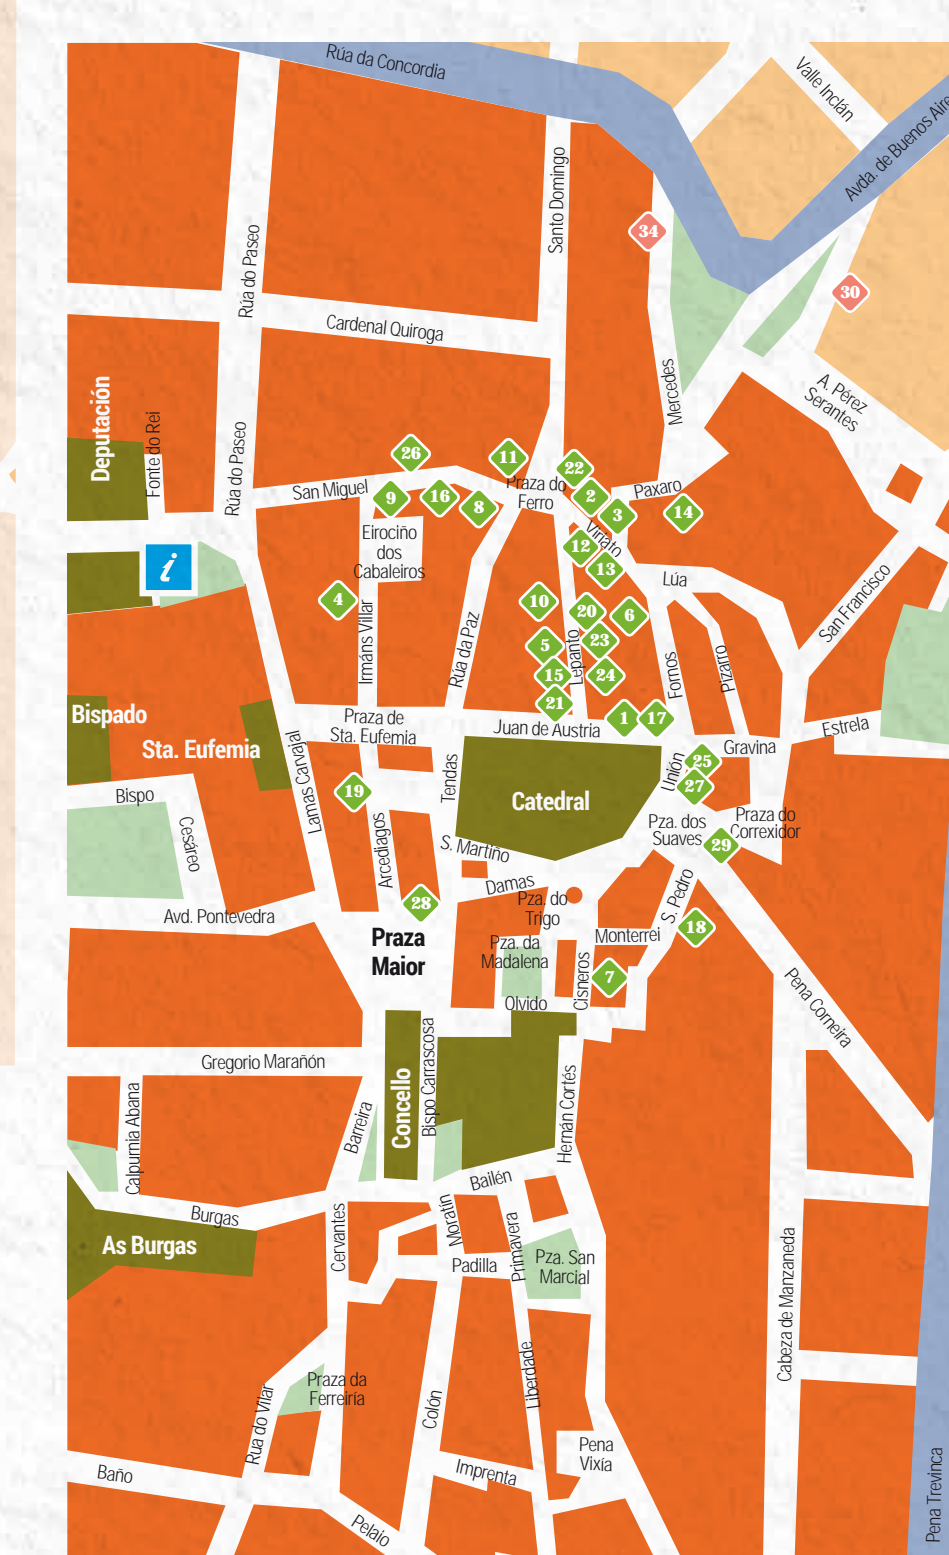 Rúa da Concordia
Valle Inclán
Avda. de Buenos Aire
Santo Domingo
34
Rúa do Paseo
30
Cardenal Quiroga
Mercedes
A. Pérez
Serantes
Deputación
Fonte do Rei
Rúa do Paseo
26
11
22
San Miguel
9
16
8
Praza do
Ferro
2
3
Paxaro
14
Viriato
Eirociño
dos
Cabaleiros
12
13
i
Lúa
San Francisco
4
10
20
6
Irmáns Villar
Rúa da Paz
5
Lepanto
23
15
24
Fornos
Pizarro
21
1
17
Bispado
Praza de
Sta. Eufemia
Juan de Austria
Estrela
Sta. Eufemia
Lamas Carvajal
Tendas
Unión
25
Gravina
27
Bispo
19
Catedral
Cesáreo
Arcediagos
S. Martiño
Pza. dos
Suaves
Praza do
Correxidor
29
Damas
28
Pza. do
Trigo
S. Pedro
Avd. Pontevedra
18
Praza
Maior
Pza. da
Madalena
Monterrei
Cisneros
7
Pena Corneira
Olvido
Gregorio Marañón
Concello
Bispo Carrascosa
Hernán Cortés
Calpurnia Abana
Barreira
Bailén
Burgas
Cervantes
Moratín
Primavera
As Burgas
Padilla
Pza. San
Marcial
Cabeza de Manzaneda
Praza da
Ferreiría
Rua do Vilar
Colón
Liberdade
Pena
Vixía
Baño
Imprenta
Pelaio
Pena Trevinca